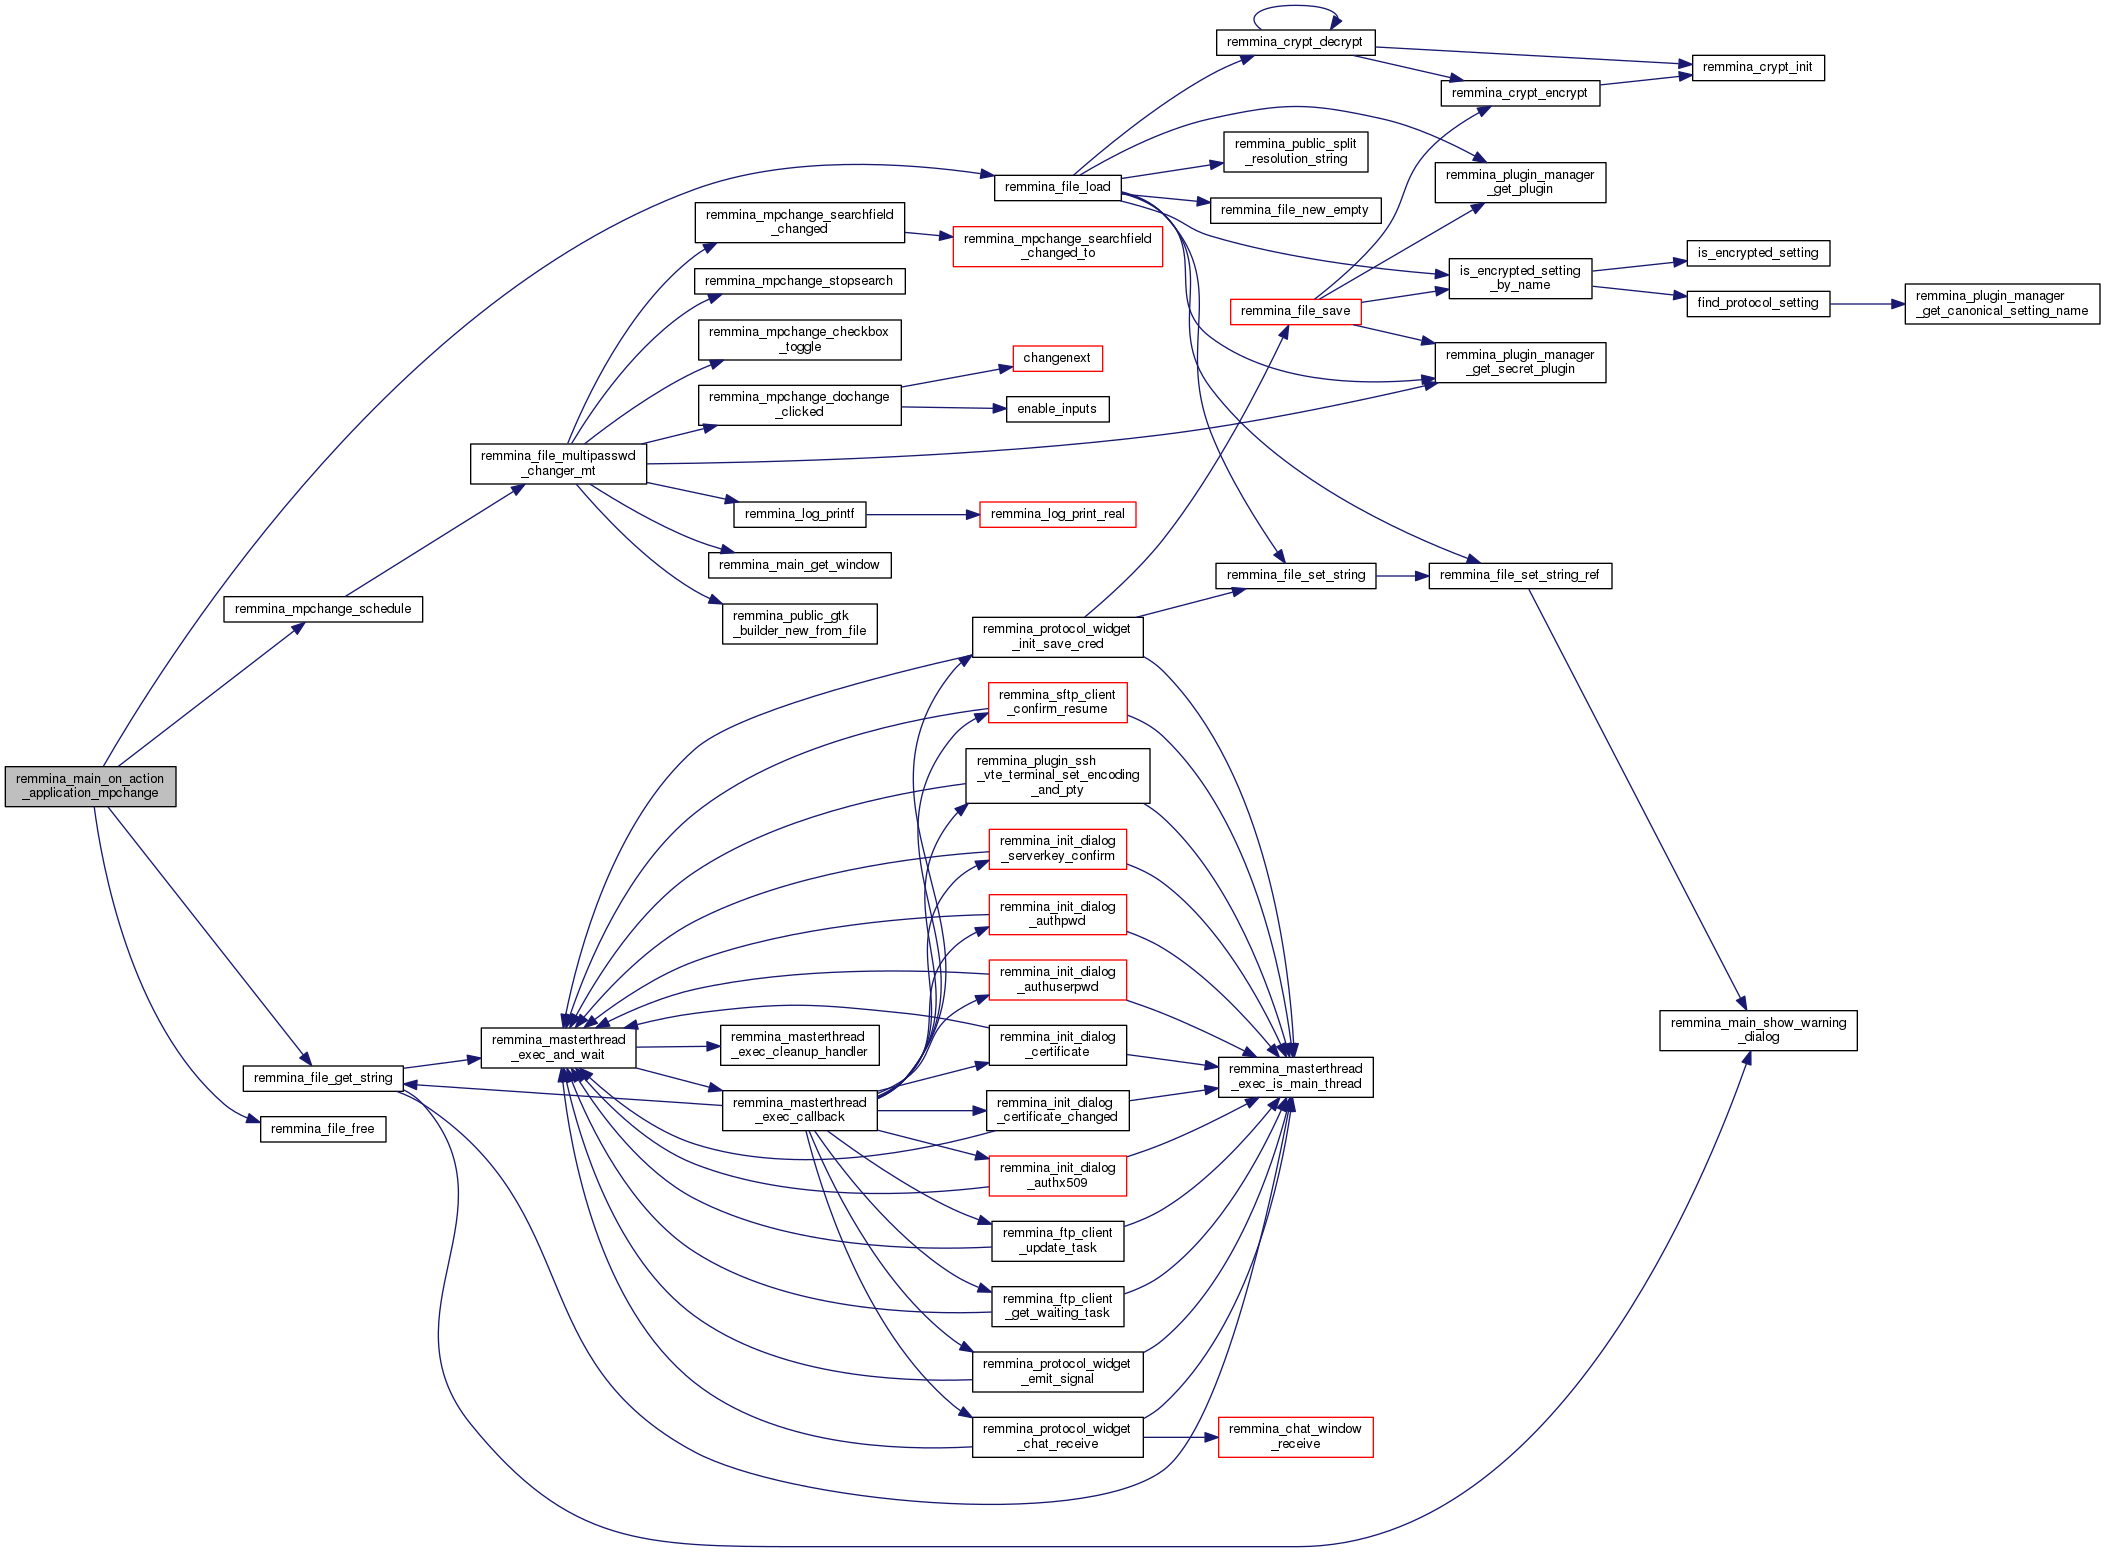 remmina_crypt_decrypt
remmina_crypt_init
remmina_crypt_encrypt
remmina_public_split
_resolution_string
remmina_plugin_manager
_get_plugin
remmina_file_load
remmina_file_new_empty
remmina_mpchange_searchfield
_changed
remmina_mpchange_searchfield
_changed_to
is_encrypted_setting
is_encrypted_setting
_by_name
remmina_mpchange_stopsearch
find_protocol_setting
remmina_plugin_manager
_get_canonical_setting_name
remmina_file_save
remmina_mpchange_checkbox
_toggle
changenext
remmina_plugin_manager
_get_secret_plugin
remmina_mpchange_dochange
_clicked
enable_inputs
remmina_file_multipasswd
_changer_mt
remmina_log_printf
remmina_log_print_real
remmina_main_get_window
remmina_file_set_string
remmina_file_set_string_ref
remmina_mpchange_schedule
remmina_public_gtk
_builder_new_from_file
remmina_protocol_widget
_init_save_cred
remmina_sftp_client
_confirm_resume
remmina_main_on_action
_application_mpchange
remmina_plugin_ssh
_vte_terminal_set_encoding
_and_pty
remmina_init_dialog
_serverkey_confirm
remmina_init_dialog
_authpwd
remmina_init_dialog
_authuserpwd
remmina_masterthread
_exec_and_wait
remmina_masterthread
_exec_cleanup_handler
remmina_init_dialog
_certificate
remmina_main_show_warning
_dialog
remmina_file_get_string
remmina_masterthread
_exec_is_main_thread
remmina_masterthread
_exec_callback
remmina_init_dialog
_certificate_changed
remmina_file_free
remmina_init_dialog
_authx509
remmina_ftp_client
_update_task
remmina_ftp_client
_get_waiting_task
remmina_protocol_widget
_emit_signal
remmina_protocol_widget
_chat_receive
remmina_chat_window
_receive